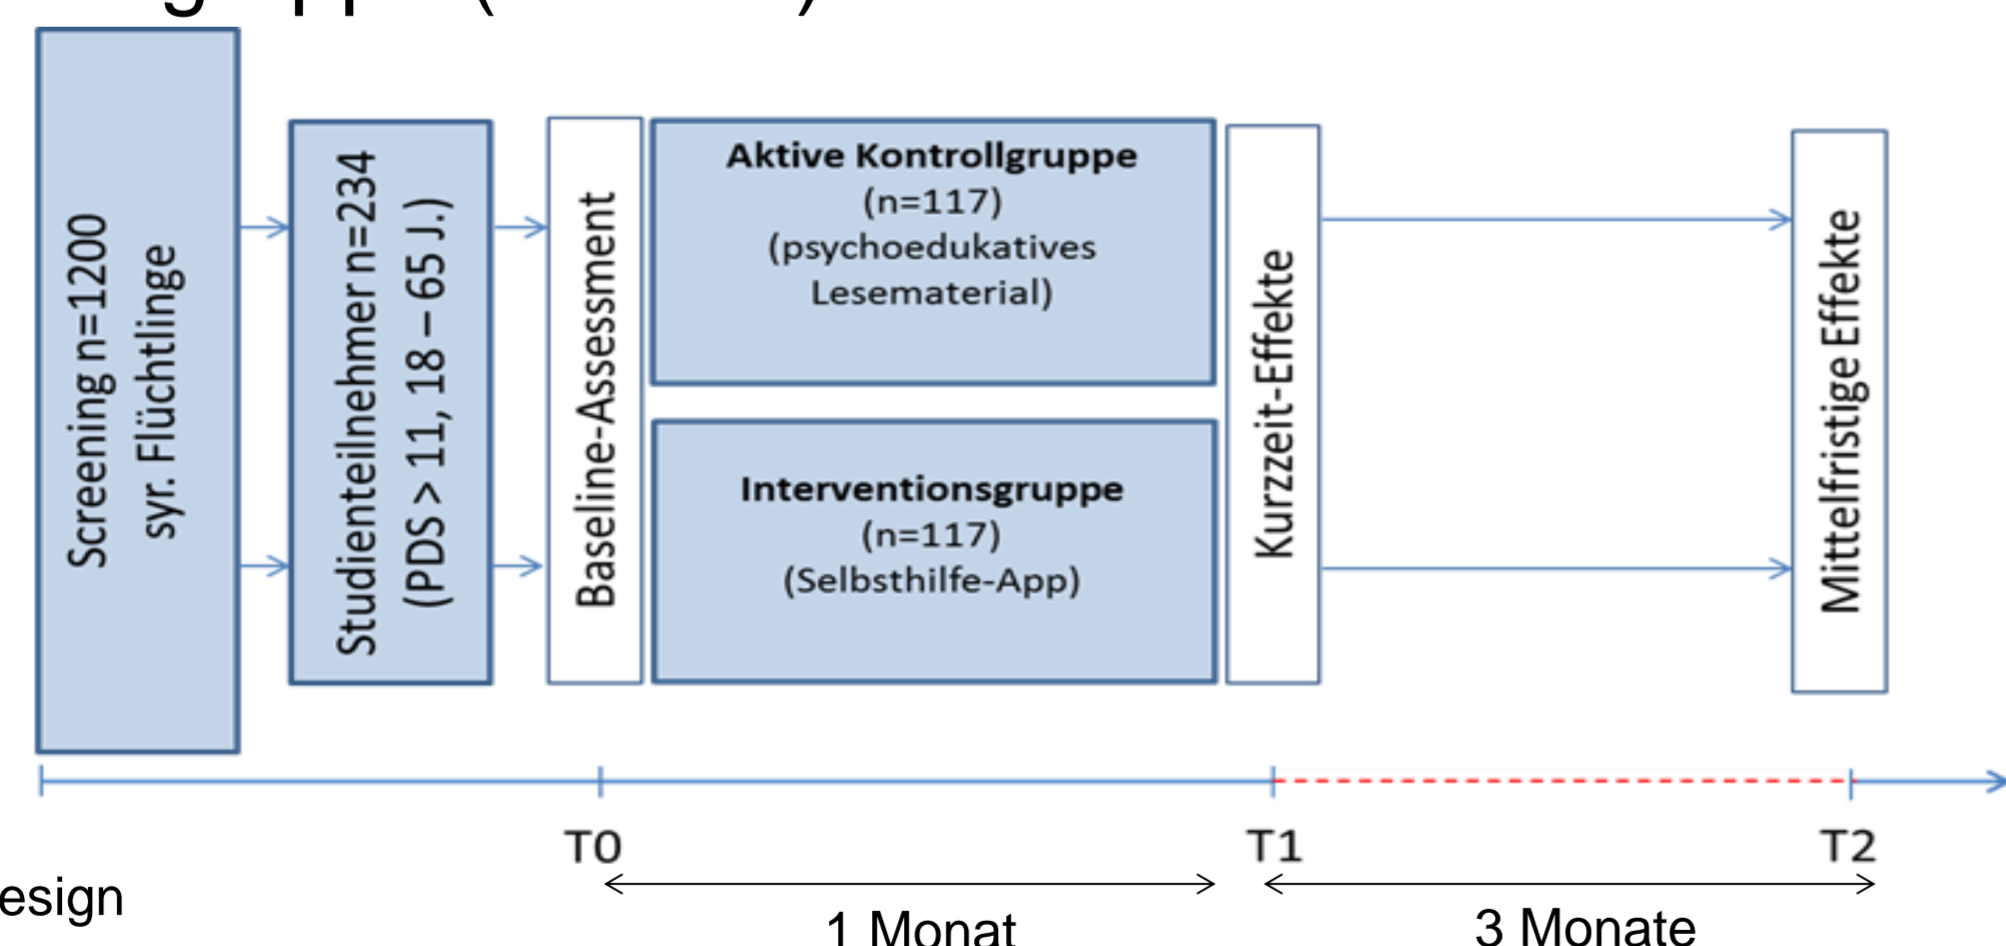 Screening n=1200
syr. Flüchtlinge
Studienteilnehmer n=234
(PDS > 11, 18 – 65 J.)
Baseline-Assessment
Aktive Kontrollgruppe
(n=117)
(psychoedukatives
Lesematerial)
Interventionsgruppe
(n=117)
(Selbsthilfe-App)
Kurzzeit-Effekte
Mittelfristige Effekte
T0
T1
T2
esign
1 Monat
3 Monate